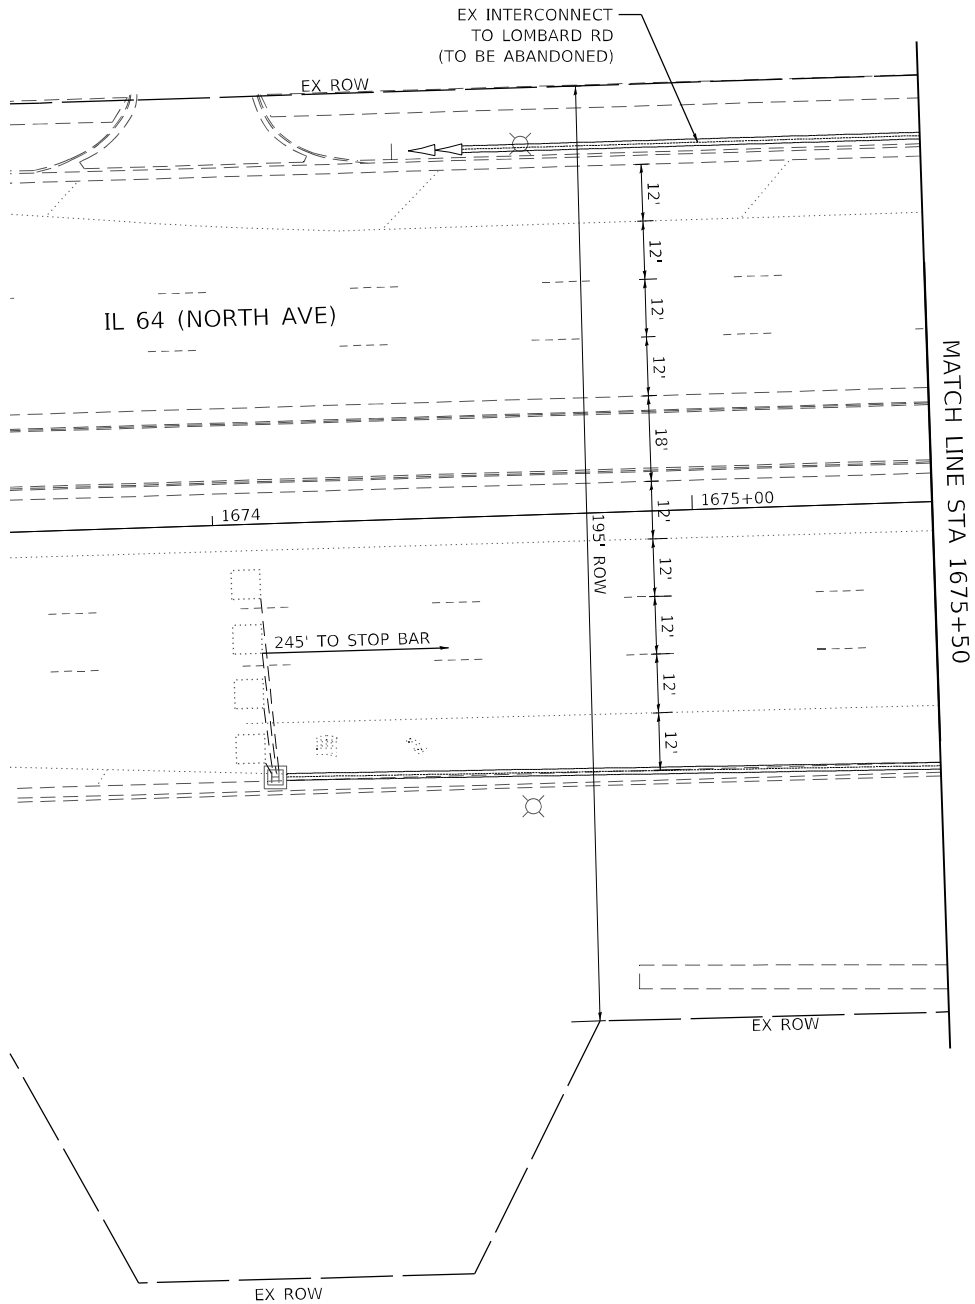 EX INTERCONNECT
TO LOMBARD RD
(TO BE ABANDONED)
EX ROW
12'
12'
12'
12'
18'
12'
12'
12'
12'
12'
IL 64 (NORTH AVE)
MATCH LINE STA 1675+50
1674
1675+00
195' ROW
245' TO STOP BAR
EX ROW
EX ROW